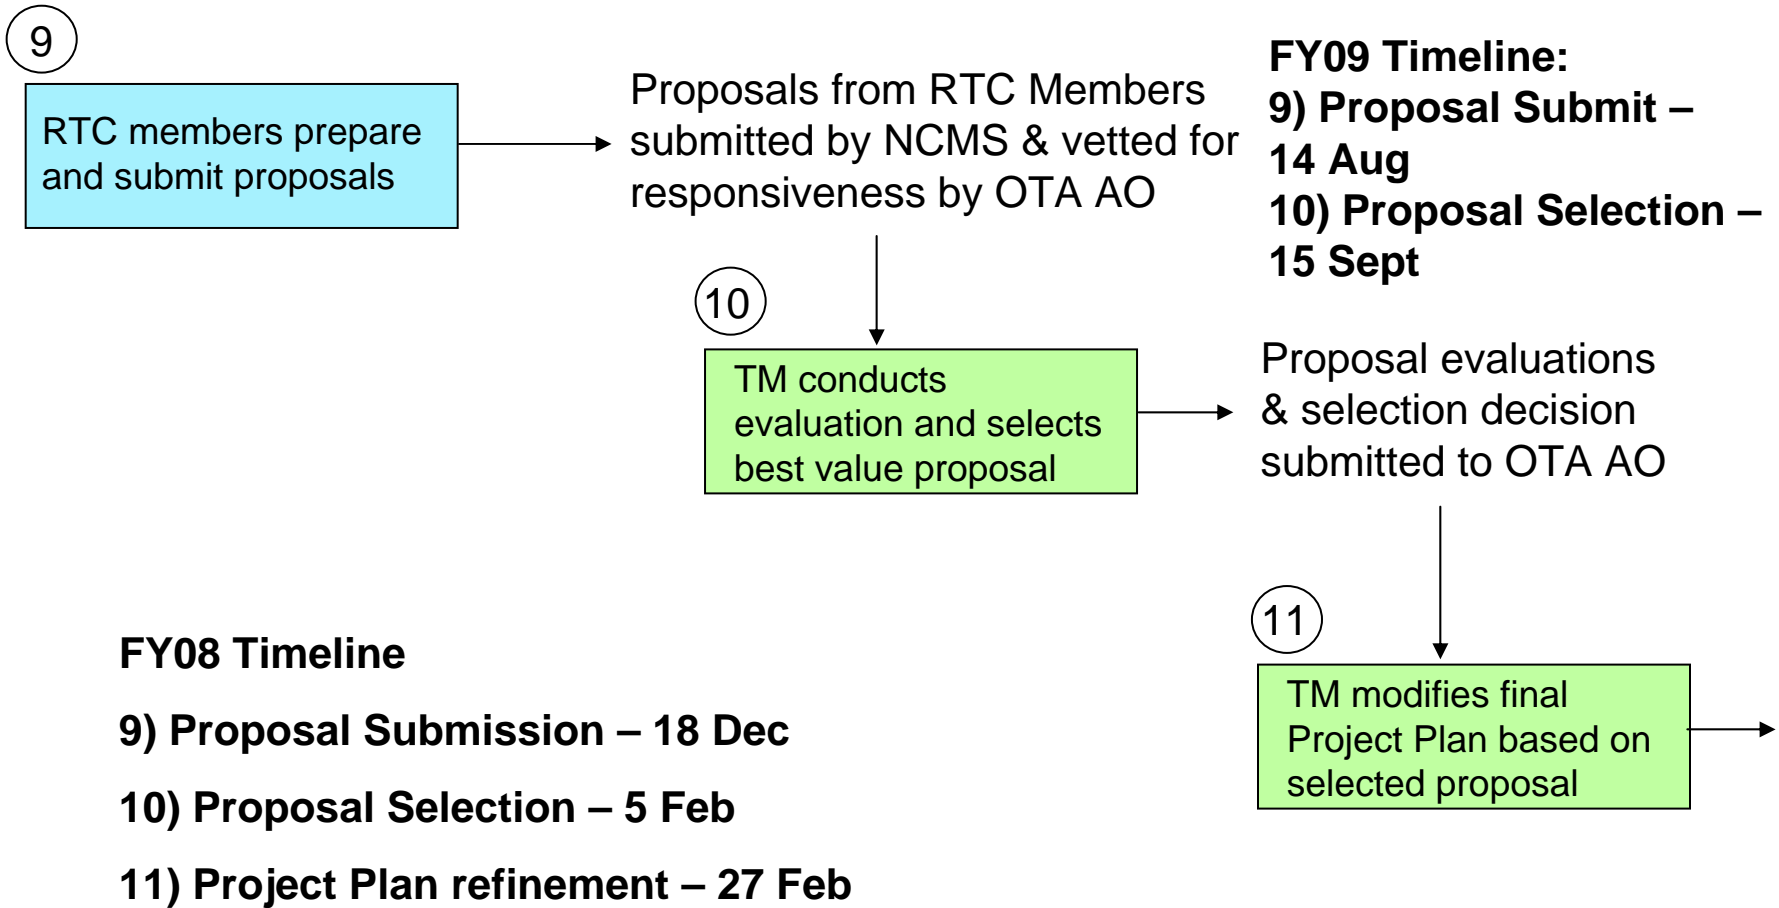 9
RTC members prepare
and submit proposals
Proposals from RTC Members
submitted by NCMS & vetted for
responsiveness by OTA AO
FY09 Timeline:
9) Proposal Submit –
14 Aug
10) Proposal Selection –
15 Sept
10
TM conducts
evaluation and selects
best value proposal
Proposal evaluations
& selection decision
submitted to OTA AO
11
TM modifies final
Project Plan based on
selected proposal
FY08 Timeline
9) Proposal Submission – 18 Dec
10) Proposal Selection – 5 Feb
11) Project Plan refinement – 27 Feb